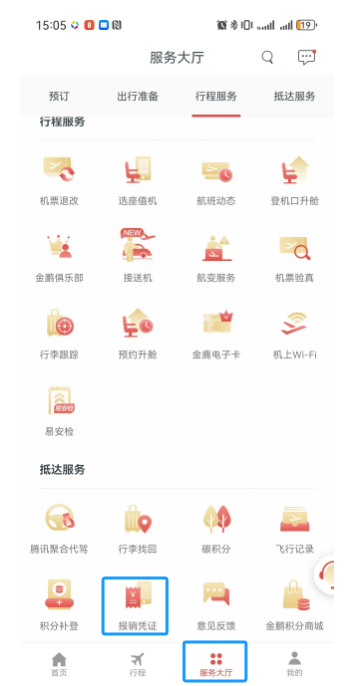 15:05
19
服务大厅
预订 出行准备 行程服务 抵达服务
行程服务
机票退改 选座值机 航班动态 登机口升舱
NEW
金鹏俱乐部 接送机 航变服务 机票验真
行李跟踪 预约升舱 金鹿电子卡 机上Wi-Fi
易安检
易安检
抵达服务
腾讯聚合代驾 行李找回 碳积分 飞行记录
积分补登 报销凭证 意见反馈 金鹏积分商城
首页 行程 服务大厅 我的